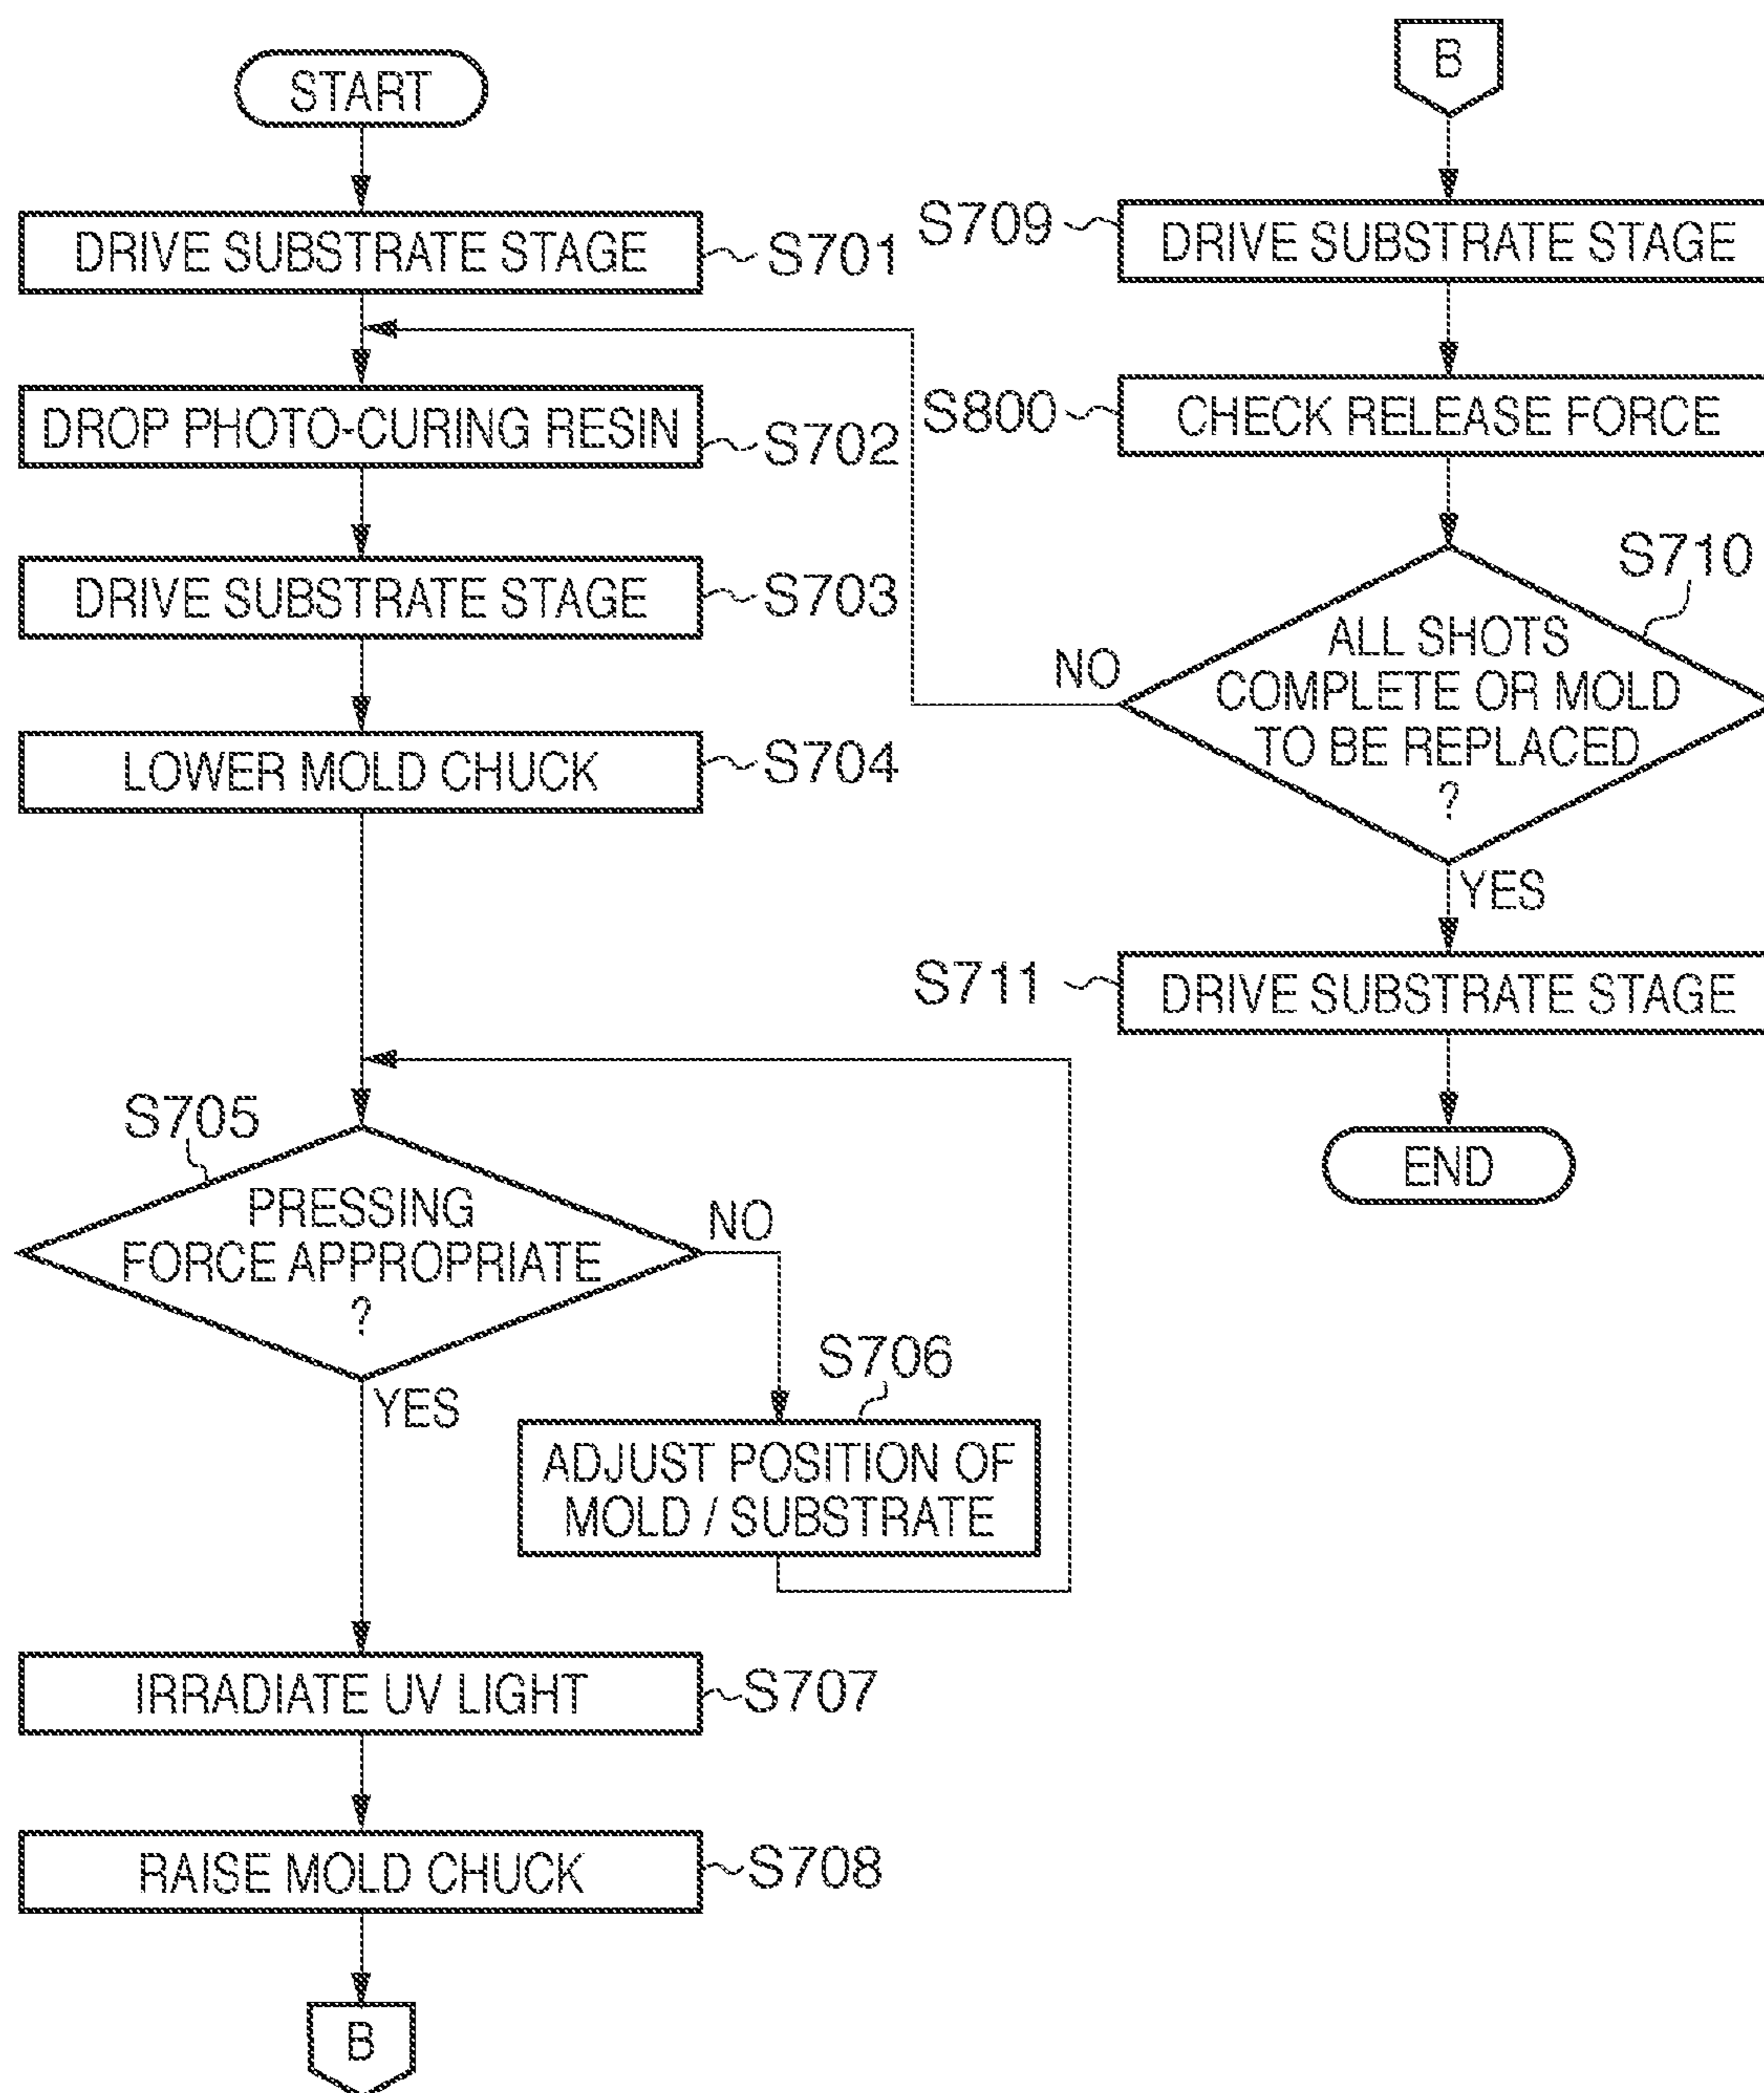 START
DRIVE SUBSTRATE STAGE
S701
DROP PHOTO-CURING RESIN
S702
DRIVE SUBSTRATE STAGE
S703
LOWER MOLD CHUCK
S704
S705
PRESSING
FORCE APPROPRIATE
?
NO
YES
S706
ADJUST POSITION OF
MOLD / SUBSTRATE
IRRADIATE UV LIGHT
S707
RAISE MOLD CHUCK
S708
B
B
S709
DRIVE SUBSTRATE STAGE
S800
CHECK RELEASE FORCE
S710
ALL SHOTS
COMPLETE OR MOLD
TO BE REPLACED
?
NO
YES
S711
DRIVE SUBSTRATE STAGE
END